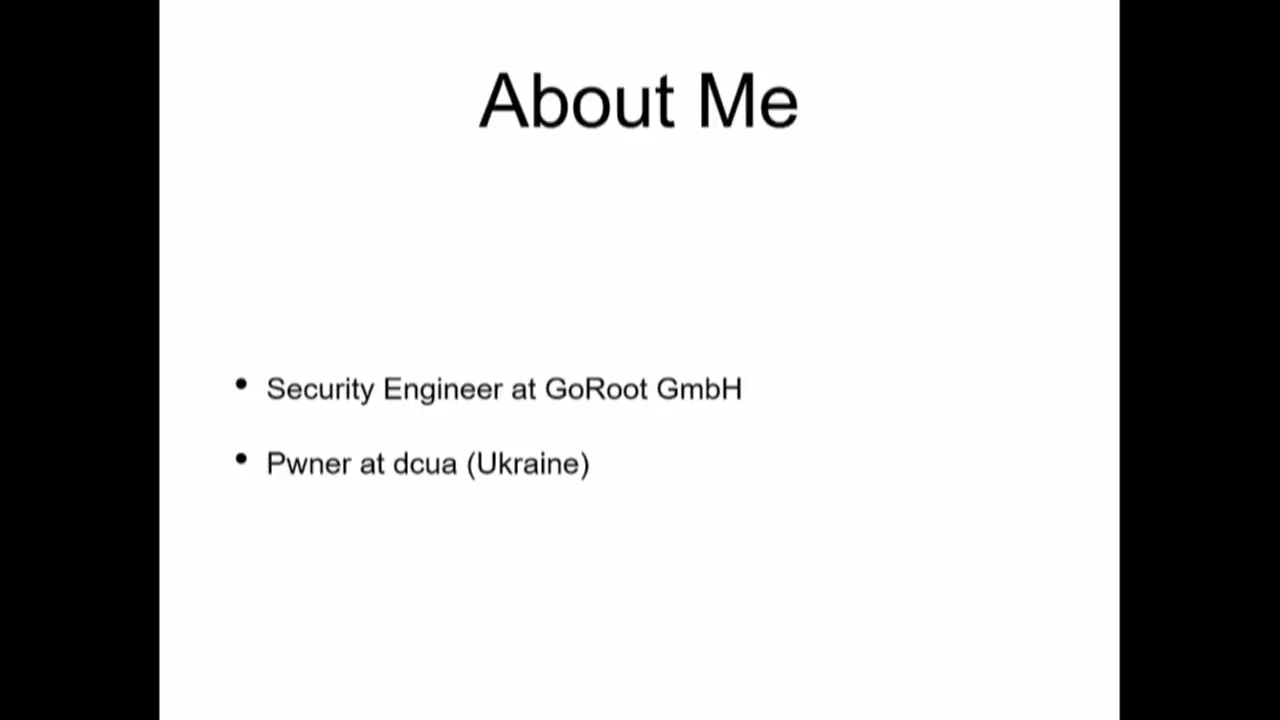 About Me
• Security Engineer at GoRoot GmbH
• Pwner at dcua (Ukraine)